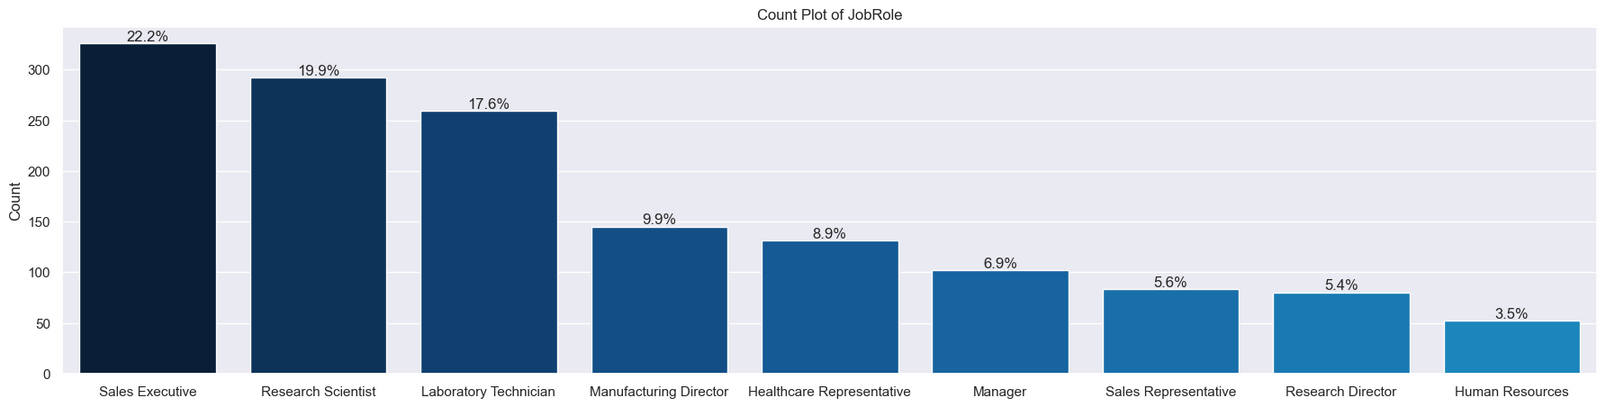 Count Plot of JobRole
22.2%
19.9%
17.6%
9.9%
8.9%
6.9%
5.6%
5.4%
3.5%
Count
300
250
200
150
100
50
0
Sales Executive
Research Scientist
Laboratory Technician
Manufacturing Director
Healthcare Representative
Manager
Sales Representative
Research Director
Human Resources